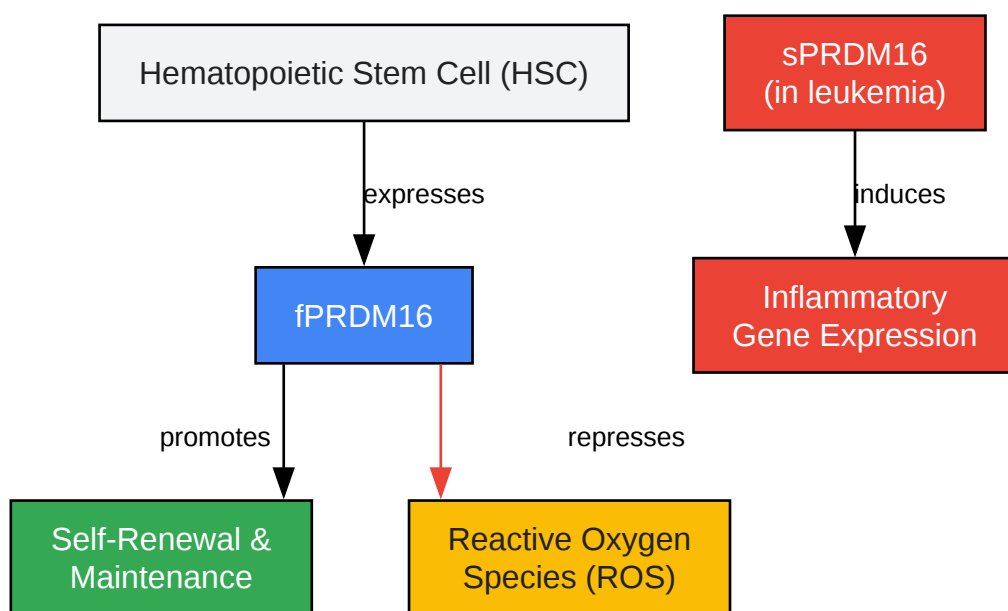 Hematopoietic Stem Cell (HSC)
sPRDM16
(in leukemia)
expresses
induces
fPRDM16
Inflammatory
Gene Expression
promotes
represses
Self-Renewal &
Maintenance
Reactive Oxygen
Species (ROS)